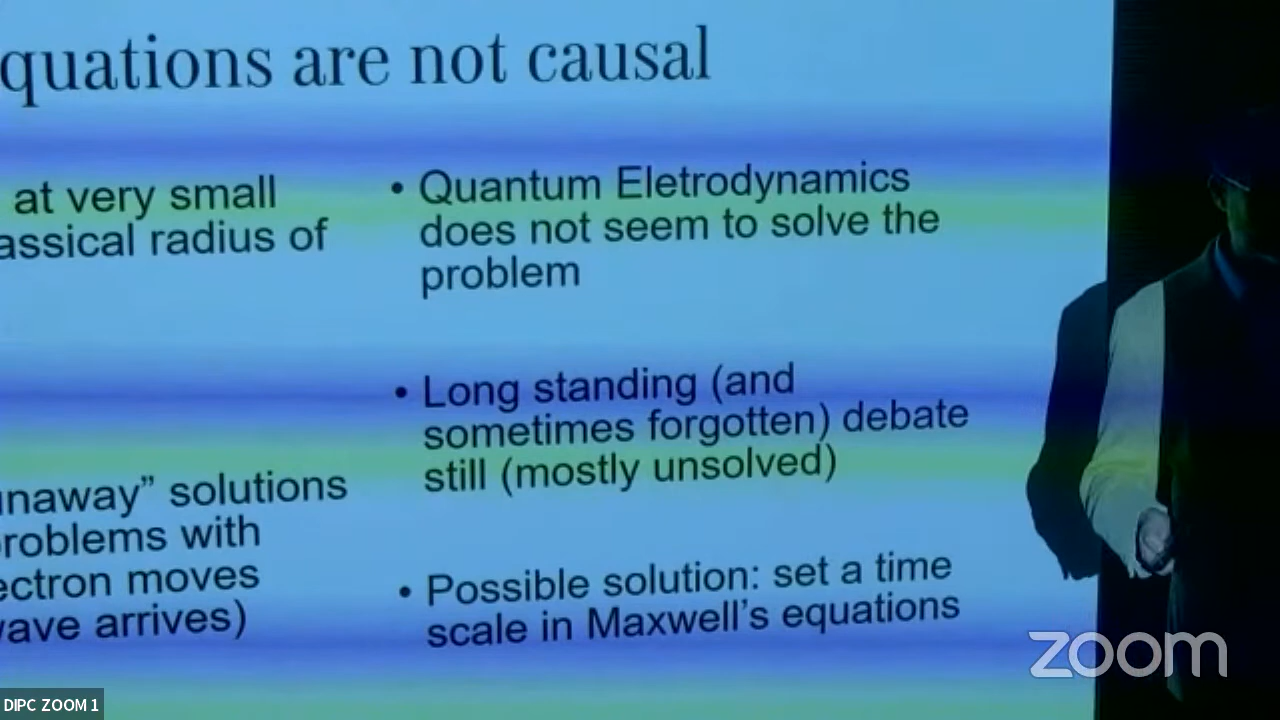 quations are not causal
at very small
assical radius of
unaway” solutions
roblems with
ectron moves
wave arrives)
• Quantum Eletrodynamics
does not seem to solve the
problem
• Long standing (and
sometimes forgotten) debate
still (mostly unsolved)
• Possible solution: set a time
scale in Maxwell’s equations
zoom
DIPC ZOOM 1